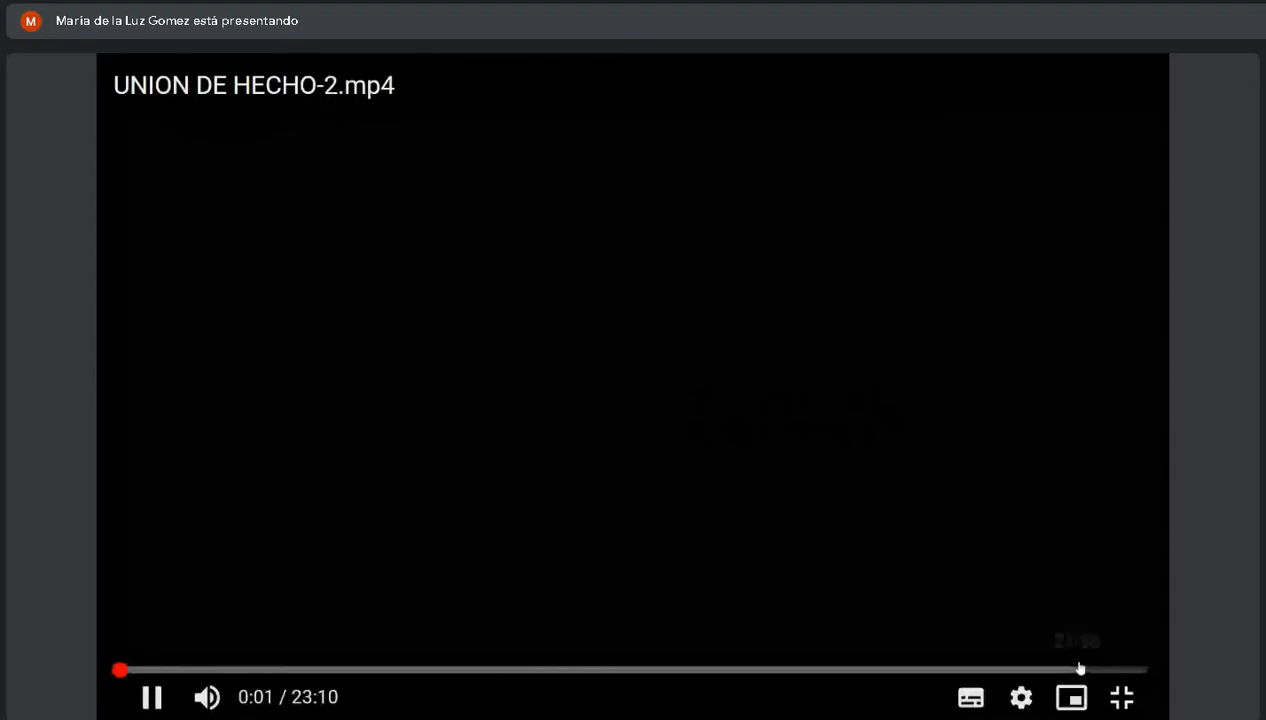 M
Maria de la Luz Gomez está presentando
UNION DE HECHO-2.mp4
0:01 / 23:10